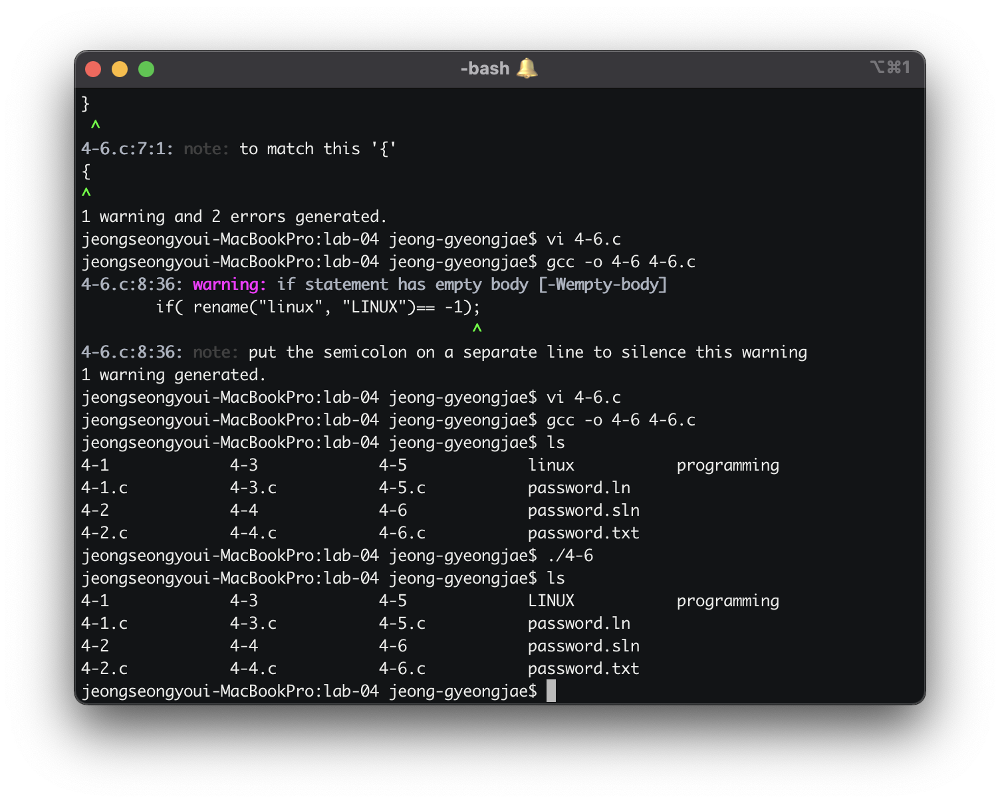 -bash 🔔 ⌥⌘1
}
^
4-6.c:7:1: note: to match this '{'
{
^
1 warning and 2 errors generated.
jeongseongyoui-MacBookPro:lab-04 jeong-gyeongjae$ vi 4-6.c
jeongseongyoui-MacBookPro:lab-04 jeong-gyeongjae$ gcc -o 4-6 4-6.c
4-6.c:8:36: warning: if statement has empty body [-Wempty-body]
        if( rename("linux", "LINUX")== -1);
                                          ^
4-6.c:8:36: note: put the semicolon on a separate line to silence this warning
1 warning generated.
jeongseongyoui-MacBookPro:lab-04 jeong-gyeongjae$ vi 4-6.c
jeongseongyoui-MacBookPro:lab-04 jeong-gyeongjae$ gcc -o 4-6 4-6.c
jeongseongyoui-MacBookPro:lab-04 jeong-gyeongjae$ ls
4-1             4-3             4-5             linux           programming
4-1.c           4-3.c           4-5.c           password.ln
4-2             4-4             4-6             password.sln
4-2.c           4-4.c           4-6.c           password.txt
jeongseongyoui-MacBookPro:lab-04 jeong-gyeongjae$ ./4-6
jeongseongyoui-MacBookPro:lab-04 jeong-gyeongjae$ ls
4-1             4-3             4-5             LINUX           programming
4-1.c           4-3.c           4-5.c           password.ln
4-2             4-4             4-6             password.sln
4-2.c           4-4.c           4-6.c           password.txt
jeongseongyoui-MacBookPro:lab-04 jeong-gyeongjae$